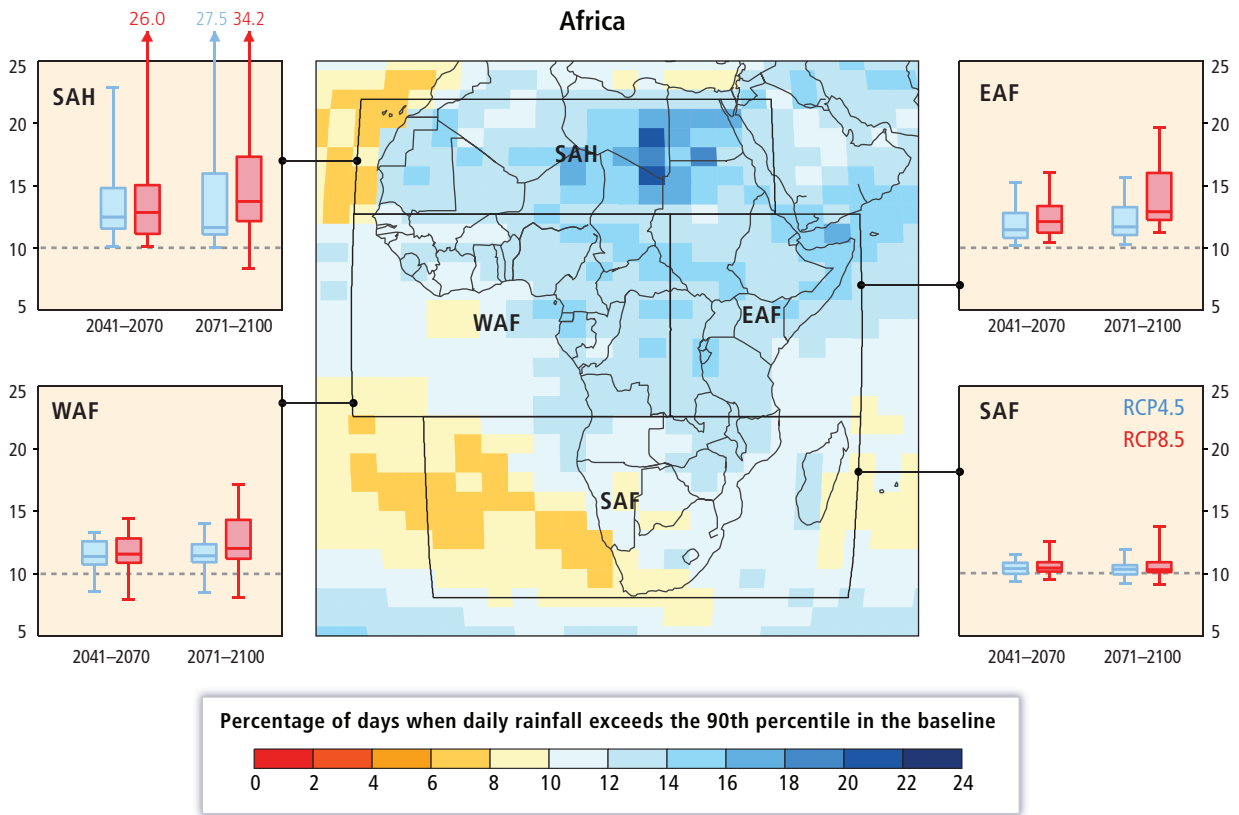 Africa
26.0 27.5 34.2
25
20
15
10
5
SAH
2041–2070 2071–2100
25
20
15
10
5
WAF
2041–2070 2071–2100
SAH
WAF
EAF
SAF
25
20
15
10
5
EAF
2041–2070 2071–2100
25
20
15
10
5
SAF
RCP4.5
RCP8.5
2041–2070 2071–2100
Percentage of days when daily rainfall exceeds the 90th percentile in the baseline
0 2 4 6 8 10 12 14 16 18 20 22 24